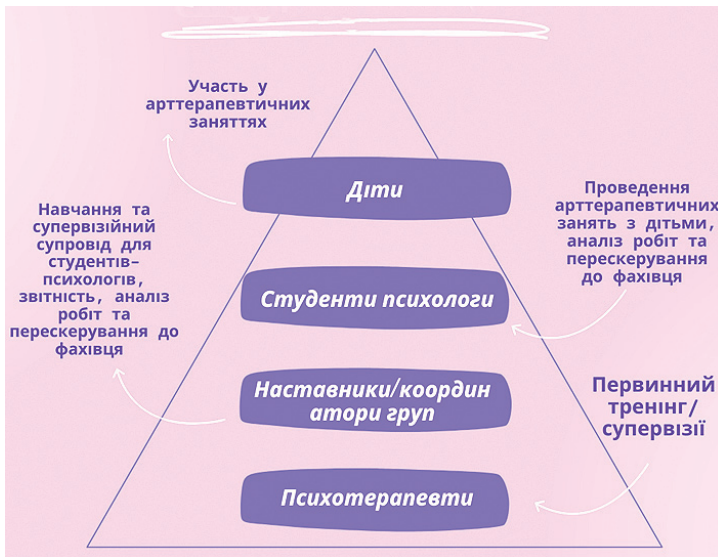 Участь у
арттерапевтичних
заняттях
Діти
Проведення
арттерапевтичних
занять з дітьми,
аналіз робіт та
перескерування
до фахівця
Навчання та
супервізійний
супровід для
студентів–
психологів,
звітність, аналіз
робіт та
перескерування до
фахівця
Студенти психологи
Наставники/координ
атори груп
Первинний
тренінг/
супервізії
Психотерапевти